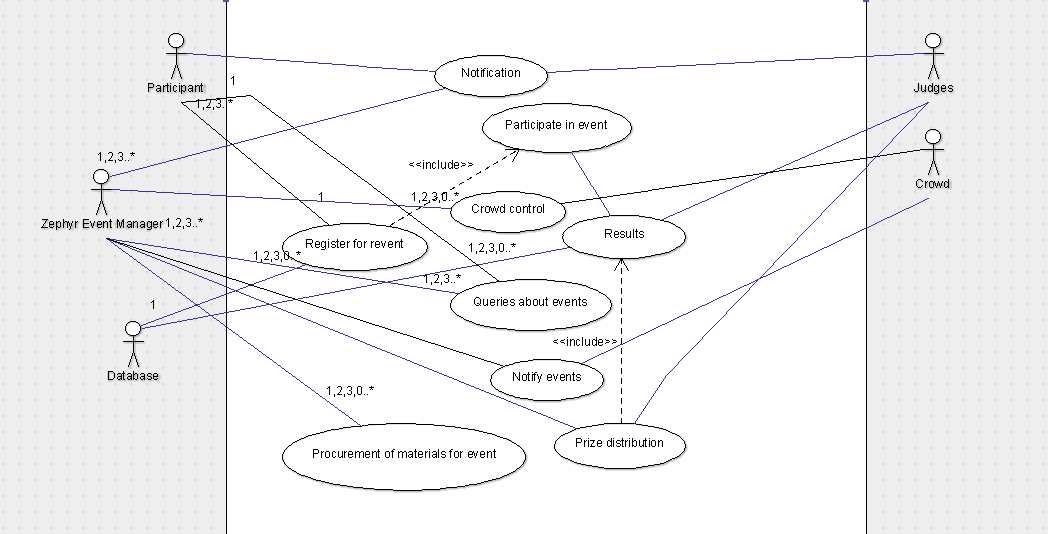 Notification
1
Participant
Judges
1,2,3..*
Participate in event
1,2,3..*
<<include>>
Crowd
1
1,2,3,0..*
Crowd control
Zephyr Event Manager
1,2,3..*
Results
Register for revent
1,2,3,0..*
1,2,3,0..*
1,2,3..*
1
Queries about events
<<include>>
Database
Notify events
1,2,3,0..*
Prize distribution
Procurement of materials for event